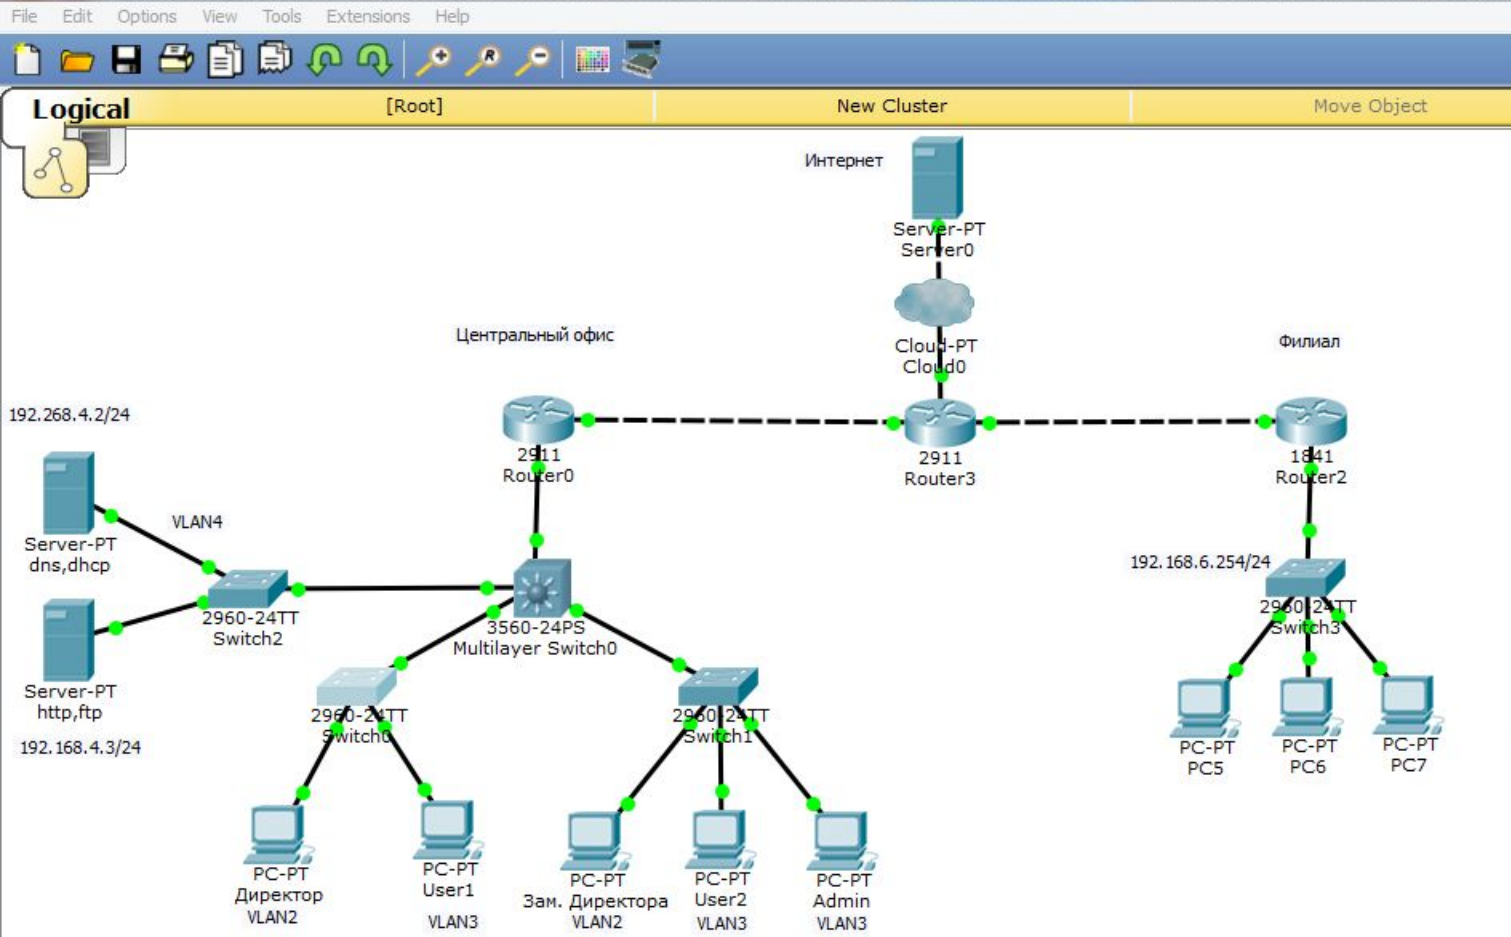 File Edit Options View Tools Extensions Help
Logical [Root] New Cluster Move Object
Интернет
Server-PT
Server0
Центральный офис
Cloud-PT
Cloud0
Филиал
192.268.4.2/24
2911
Router0
2911
Router3
1841
Router2
VLAN4
Server-PT
dns,dhcp
192.168.6.254/24
2960-24TT
Switch2
3560-24PS
Multilayer Switch0
2960-24TT
Switch3
Server-PT
http,ftp
192.168.4.3/24
2960-24TT
Switch0
2960-24TT
Switch1
PC-PT
PC5
PC-PT
PC6
PC-PT
PC7
PC-PT
Директор
VLAN2
PC-PT
User1
VLAN3
PC-PT
Зам. Директора
VLAN2
PC-PT
User2
VLAN3
PC-PT
Admin
VLAN3